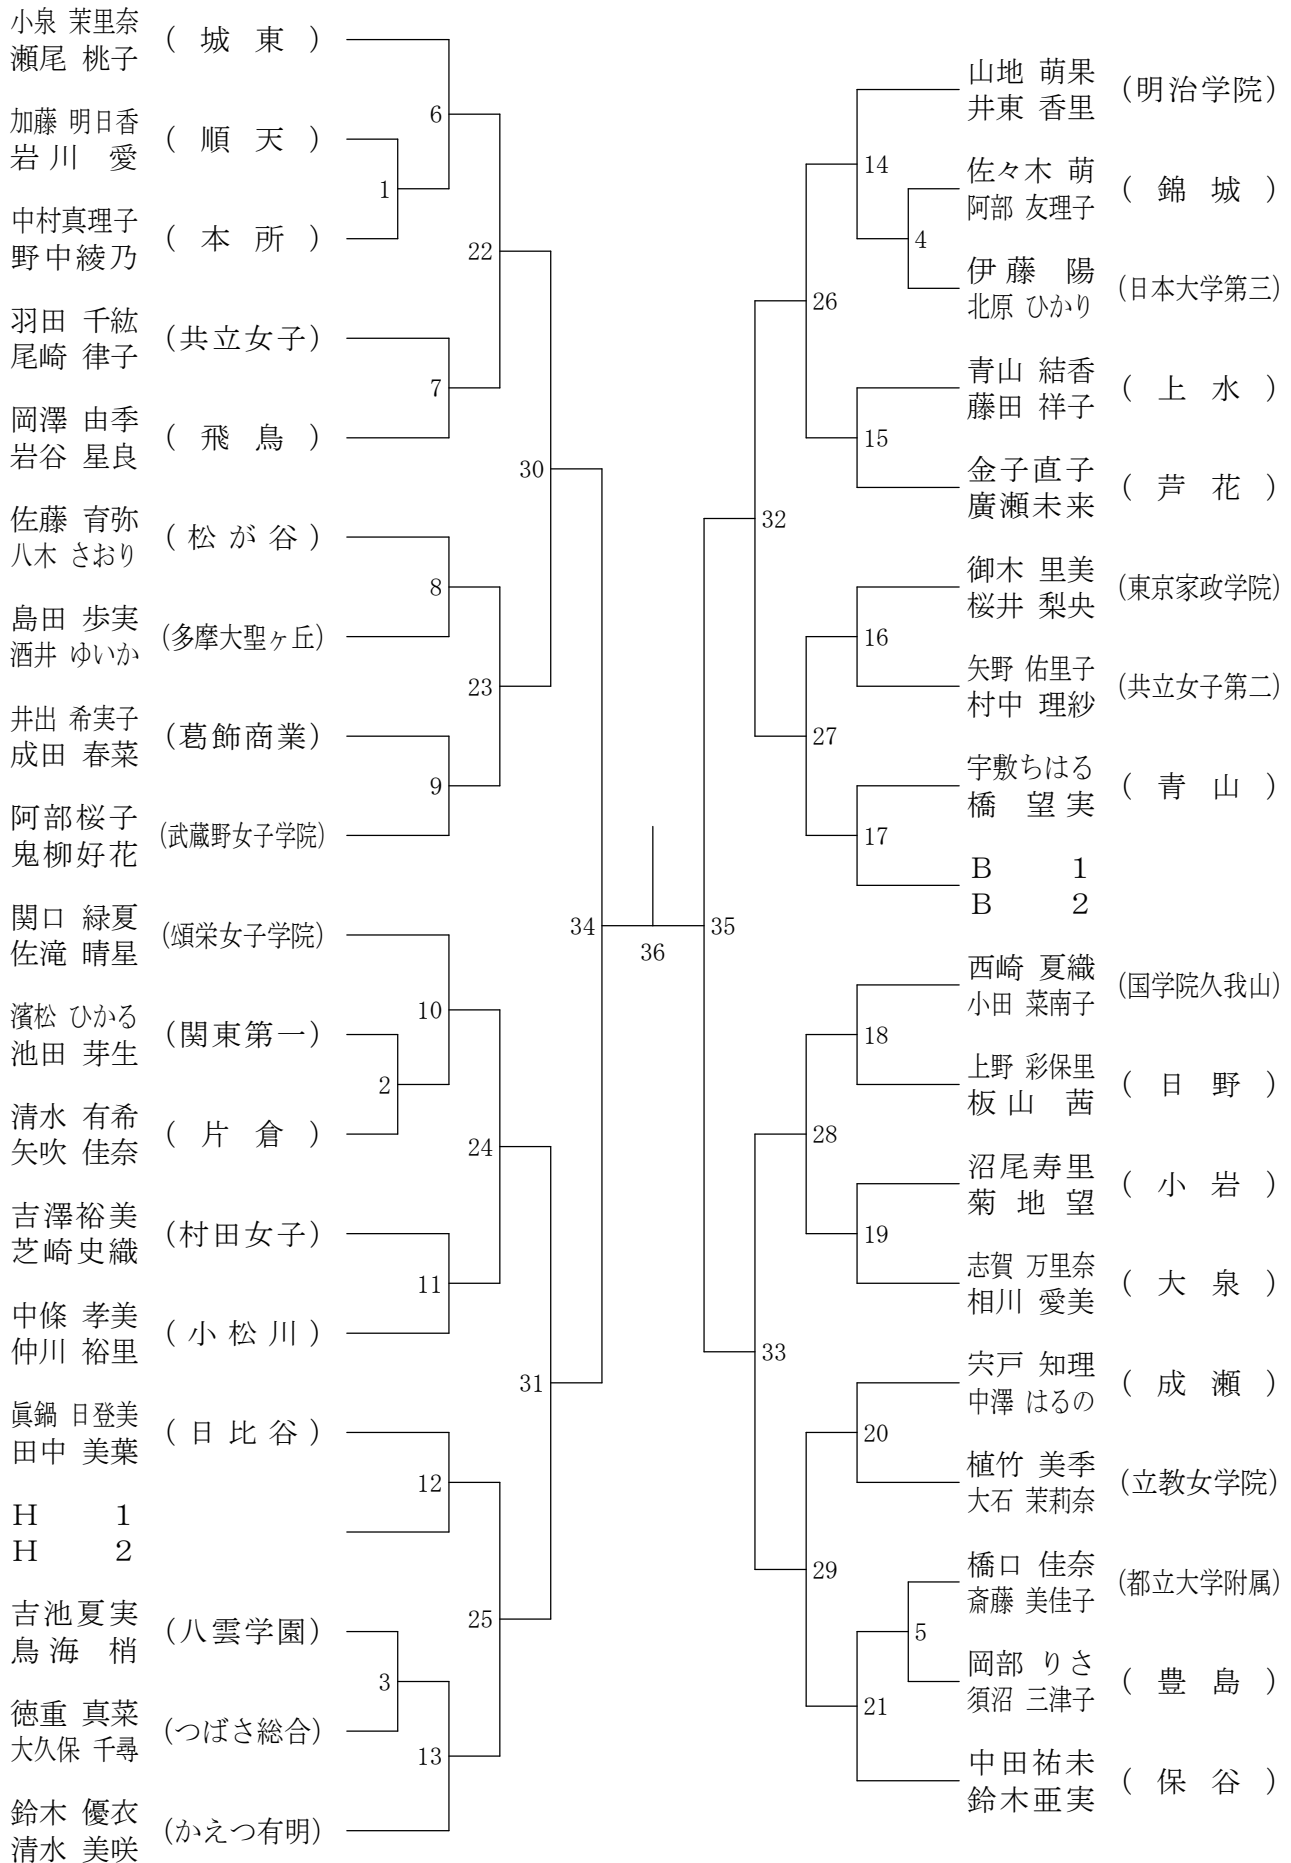 小泉 茉里奈
瀬尾 桃子
( 城 東 )
加藤 明日香
岩川 愛
( 順 天 )
中村真理子
野中綾乃
( 本 所 )
羽田 千紘
尾崎 律子
(共立女子)
岡澤 由季
岩谷 星良
( 飛 鳥 )
佐藤 育弥
八木 さおり
( 松が谷 )
島田 歩実
酒井 ゆいか
(多摩大聖ヶ丘)
井出 希実子
成田 春菜
(葛飾商業)
阿部桜子
鬼柳好花
(武蔵野女子学院)
関口 緑夏
佐滝 晴星
(頌栄女子学院)
濱松 ひかる
池田 芽生
(関東第一)
清水 有希
矢吹 佳奈
( 片 倉 )
吉澤裕美
芝崎史織
(村田女子)
中條 孝美
仲川 裕里
( 小松川 )
眞鍋 日登美
田中 美葉
( 日比谷 )
H 1
H 2
吉池夏実
鳥海 梢
(八雲学園)
徳重 真菜
大久保 千尋
(つばさ総合)
鈴木 優衣
清水 美咲
(かえつ有明)
6
1
22
7
30
8
23
9
34
10
2
24
11
31
12
25
3
13
36
35
14
4
26
15
32
16
27
17
18
28
19
33
20
29
5
21
山地 萌果
井東 香里
(明治学院)
佐々木 萌
阿部 友理子
( 錦 城 )
伊藤 陽
北原 ひかり
(日本大学第三)
青山 結香
藤田 祥子
( 上 水 )
金子直子
廣瀬未来
( 芦 花 )
御木 里美
桜井 梨央
(東京家政学院)
矢野 佑里子
村中 理紗
(共立女子第二)
宇敷ちはる
橋 望実
( 青 山 )
B 1
B 2
西崎 夏織
小田 菜南子
(国学院久我山)
上野 彩保里
板山 茜
( 日 野 )
沼尾寿里
菊地望
( 小 岩 )
志賀 万里奈
相川 愛美
( 大 泉 )
宍戸 知理
中澤 はるの
( 成 瀬 )
植竹 美季
大石 茉莉奈
(立教女学院)
橋口 佳奈
斎藤 美佳子
(都立大学附属)
岡部 りさ
須沼 三津子
( 豊 島 )
中田祐未
鈴木亜実
( 保 谷 )